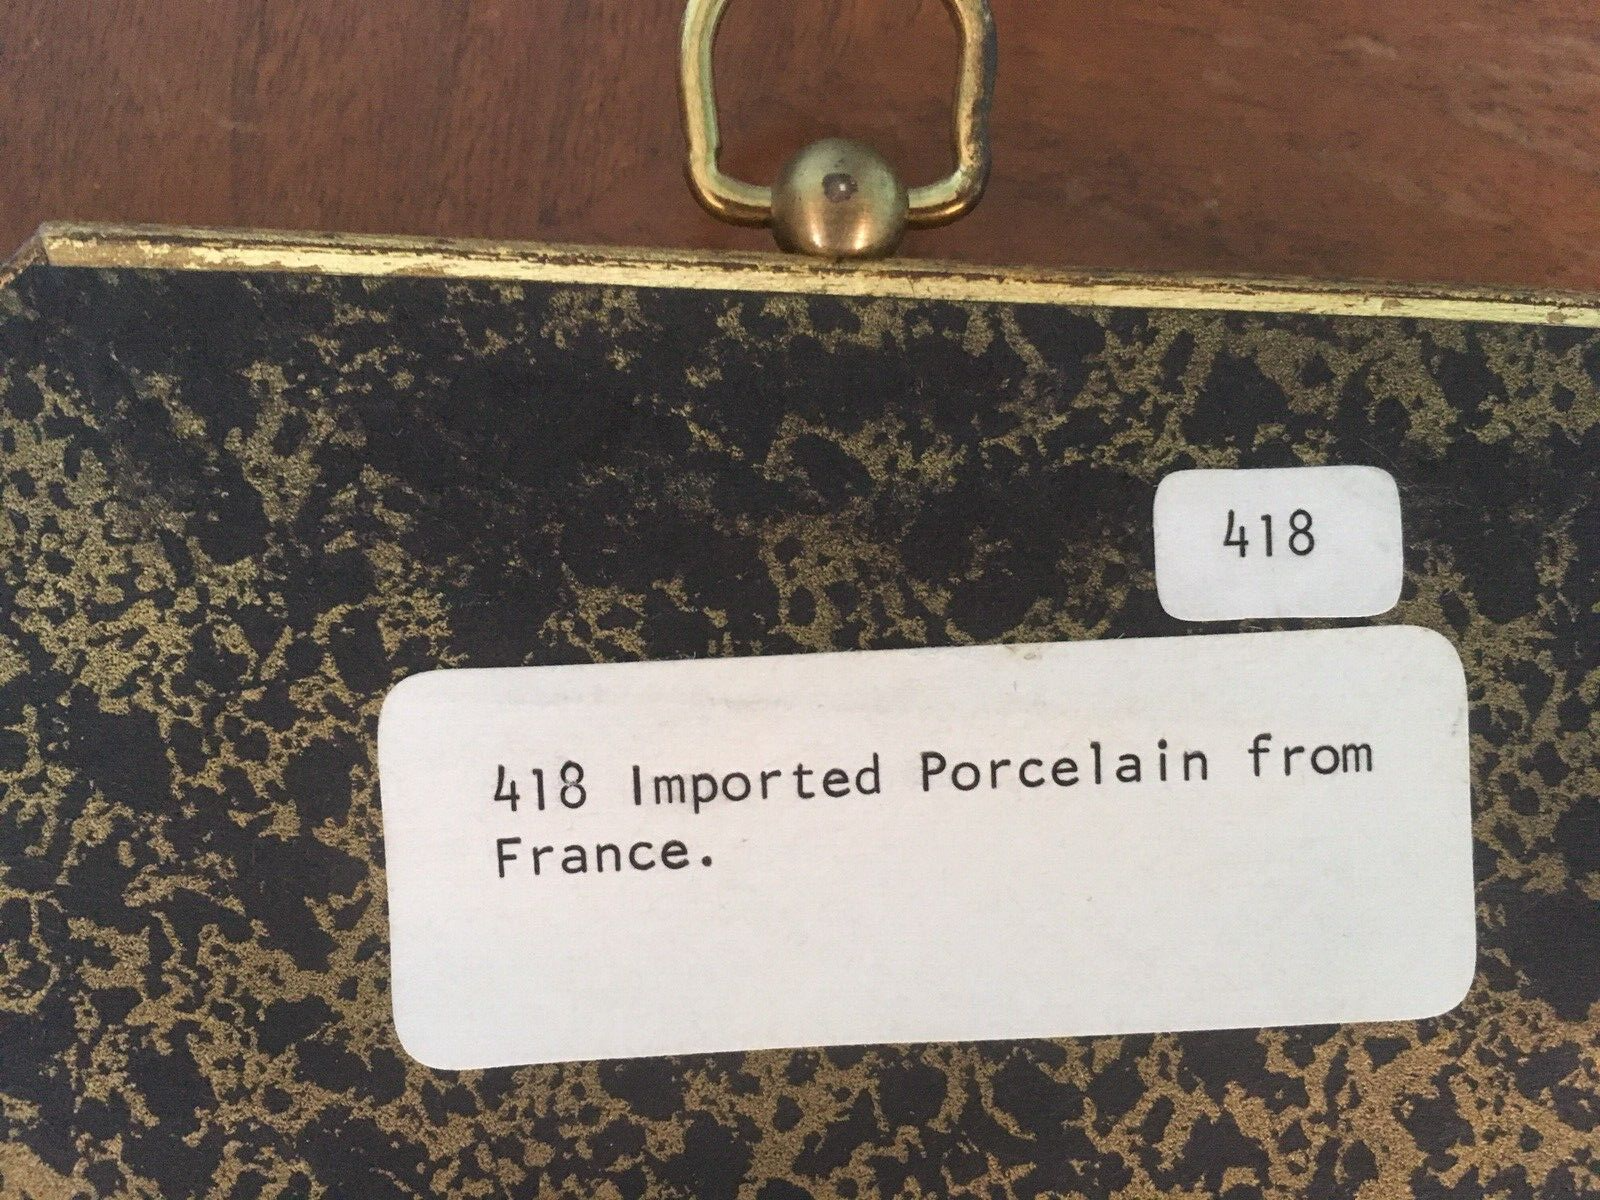 418
418 Imported Porcelain from
France.